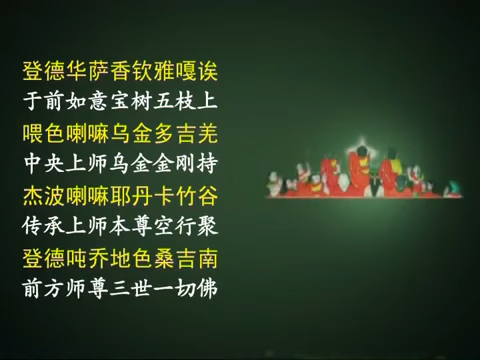 登德华萨香钦雅嘎诶
于前如意宝树五枝上
喂色喇嘛乌金多吉羌
中央上师乌金金刚持
杰波喇嘛耶丹卡竹谷
传承上师本尊空行聚
登德吨乔地色桑吉南
前方师尊三世一切佛